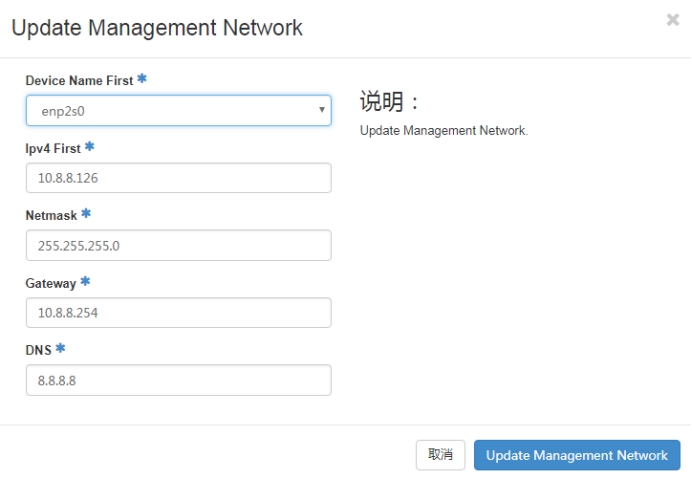 Update Management Network
×
Device Name First *
enp2s0
说明：
Update Management Network.
Ipv4 First *
10.8.8.126
Netmask *
255.255.255.0
Gateway *
10.8.8.254
DNS *
8.8.8.8
取消
Update Management Network